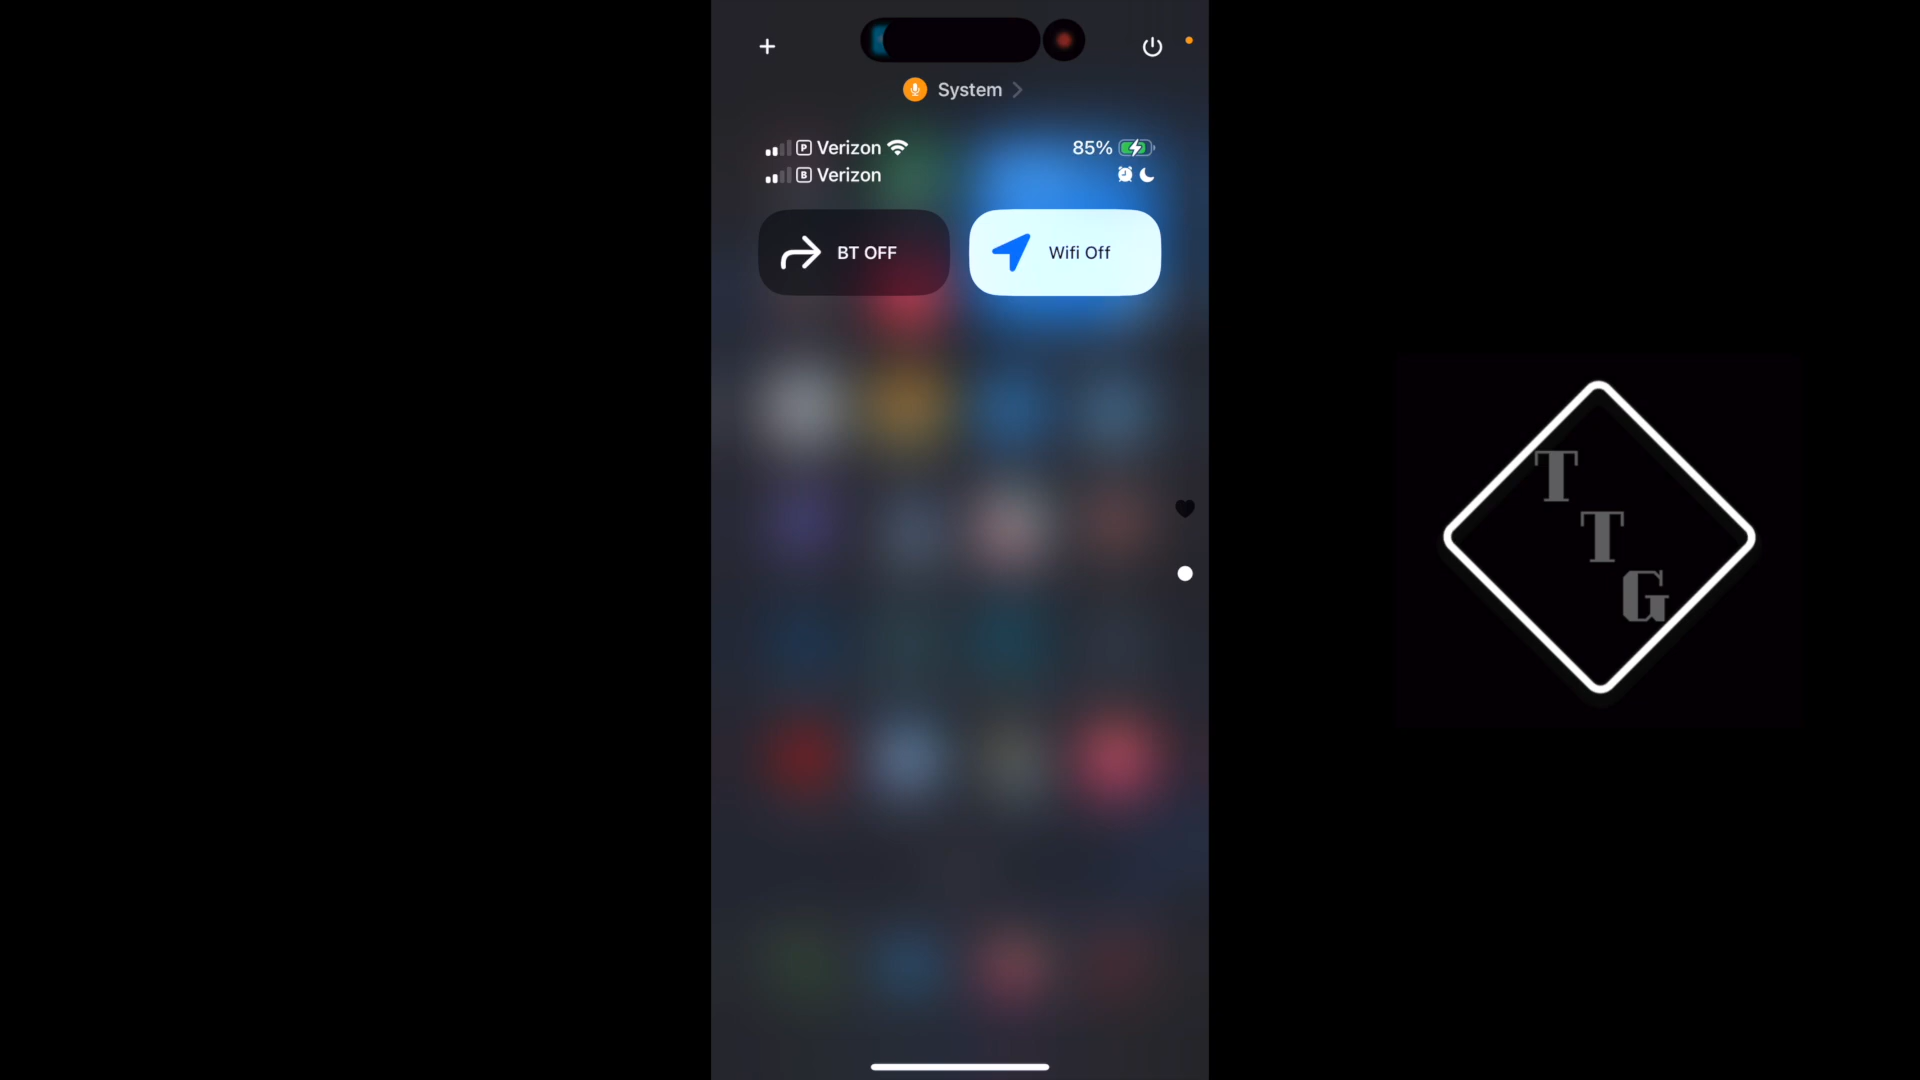 System
P Verizon 85%
B Verizon
BT OFF
Wifi Off
T
T
G